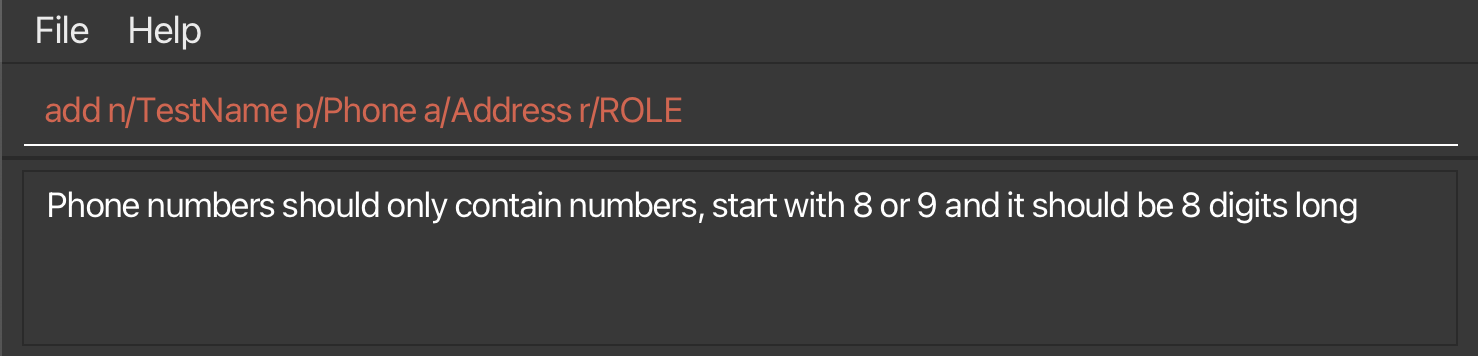 File Help
add n/TestName p/Phone a/Address r/ROLE
Phone numbers should only contain numbers, start with 8 or 9 and it should be 8 digits long